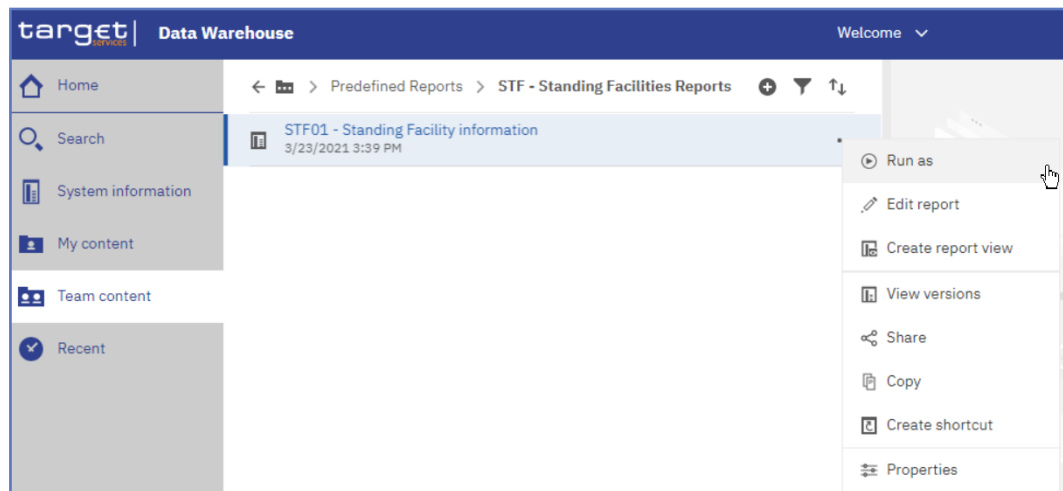 target services Data Warehouse Welcome
Home
Predefined Reports > STF - Standing Facilities Reports
Search
STF01 - Standing Facility information
3/23/2021 3:39 PM
System information
My content
Team content
Recent
Run as
Edit report
Create report view
View versions
Share
Copy
Create shortcut
Properties